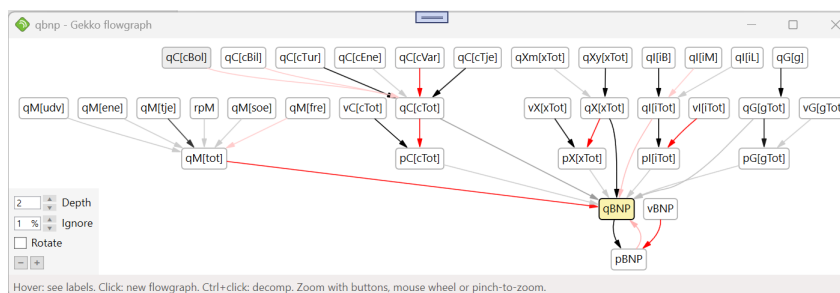 qbnp - Gekko flowgraph
qC[cBol] qC[cBil] qC[cTur] qC[cEne] qC[cVar] qC[cTje] qXm[xTot] qXy[xTot] qI[iB] qI[iM] qI[iL] qG[g]
qM[udv] qM[ene] qM[tje] rpM qM[soe] qM[fre] vC[cTot] qC[cTot] vX[xTot] qX[xTot] qI[iTot] vI[iTot] qG[gTot] vG[gTot]
qM[tot] pC[cTot] pX[xTot] pI[iTot] pG[gTot]
2 Depth
qBNP vBNP
1 % Ignore
Rotate
pBNP
Hover: see labels. Click: new flowgraph. Ctrl+click: decomp. Zoom with buttons, mouse wheel or pinch-to-zoom.